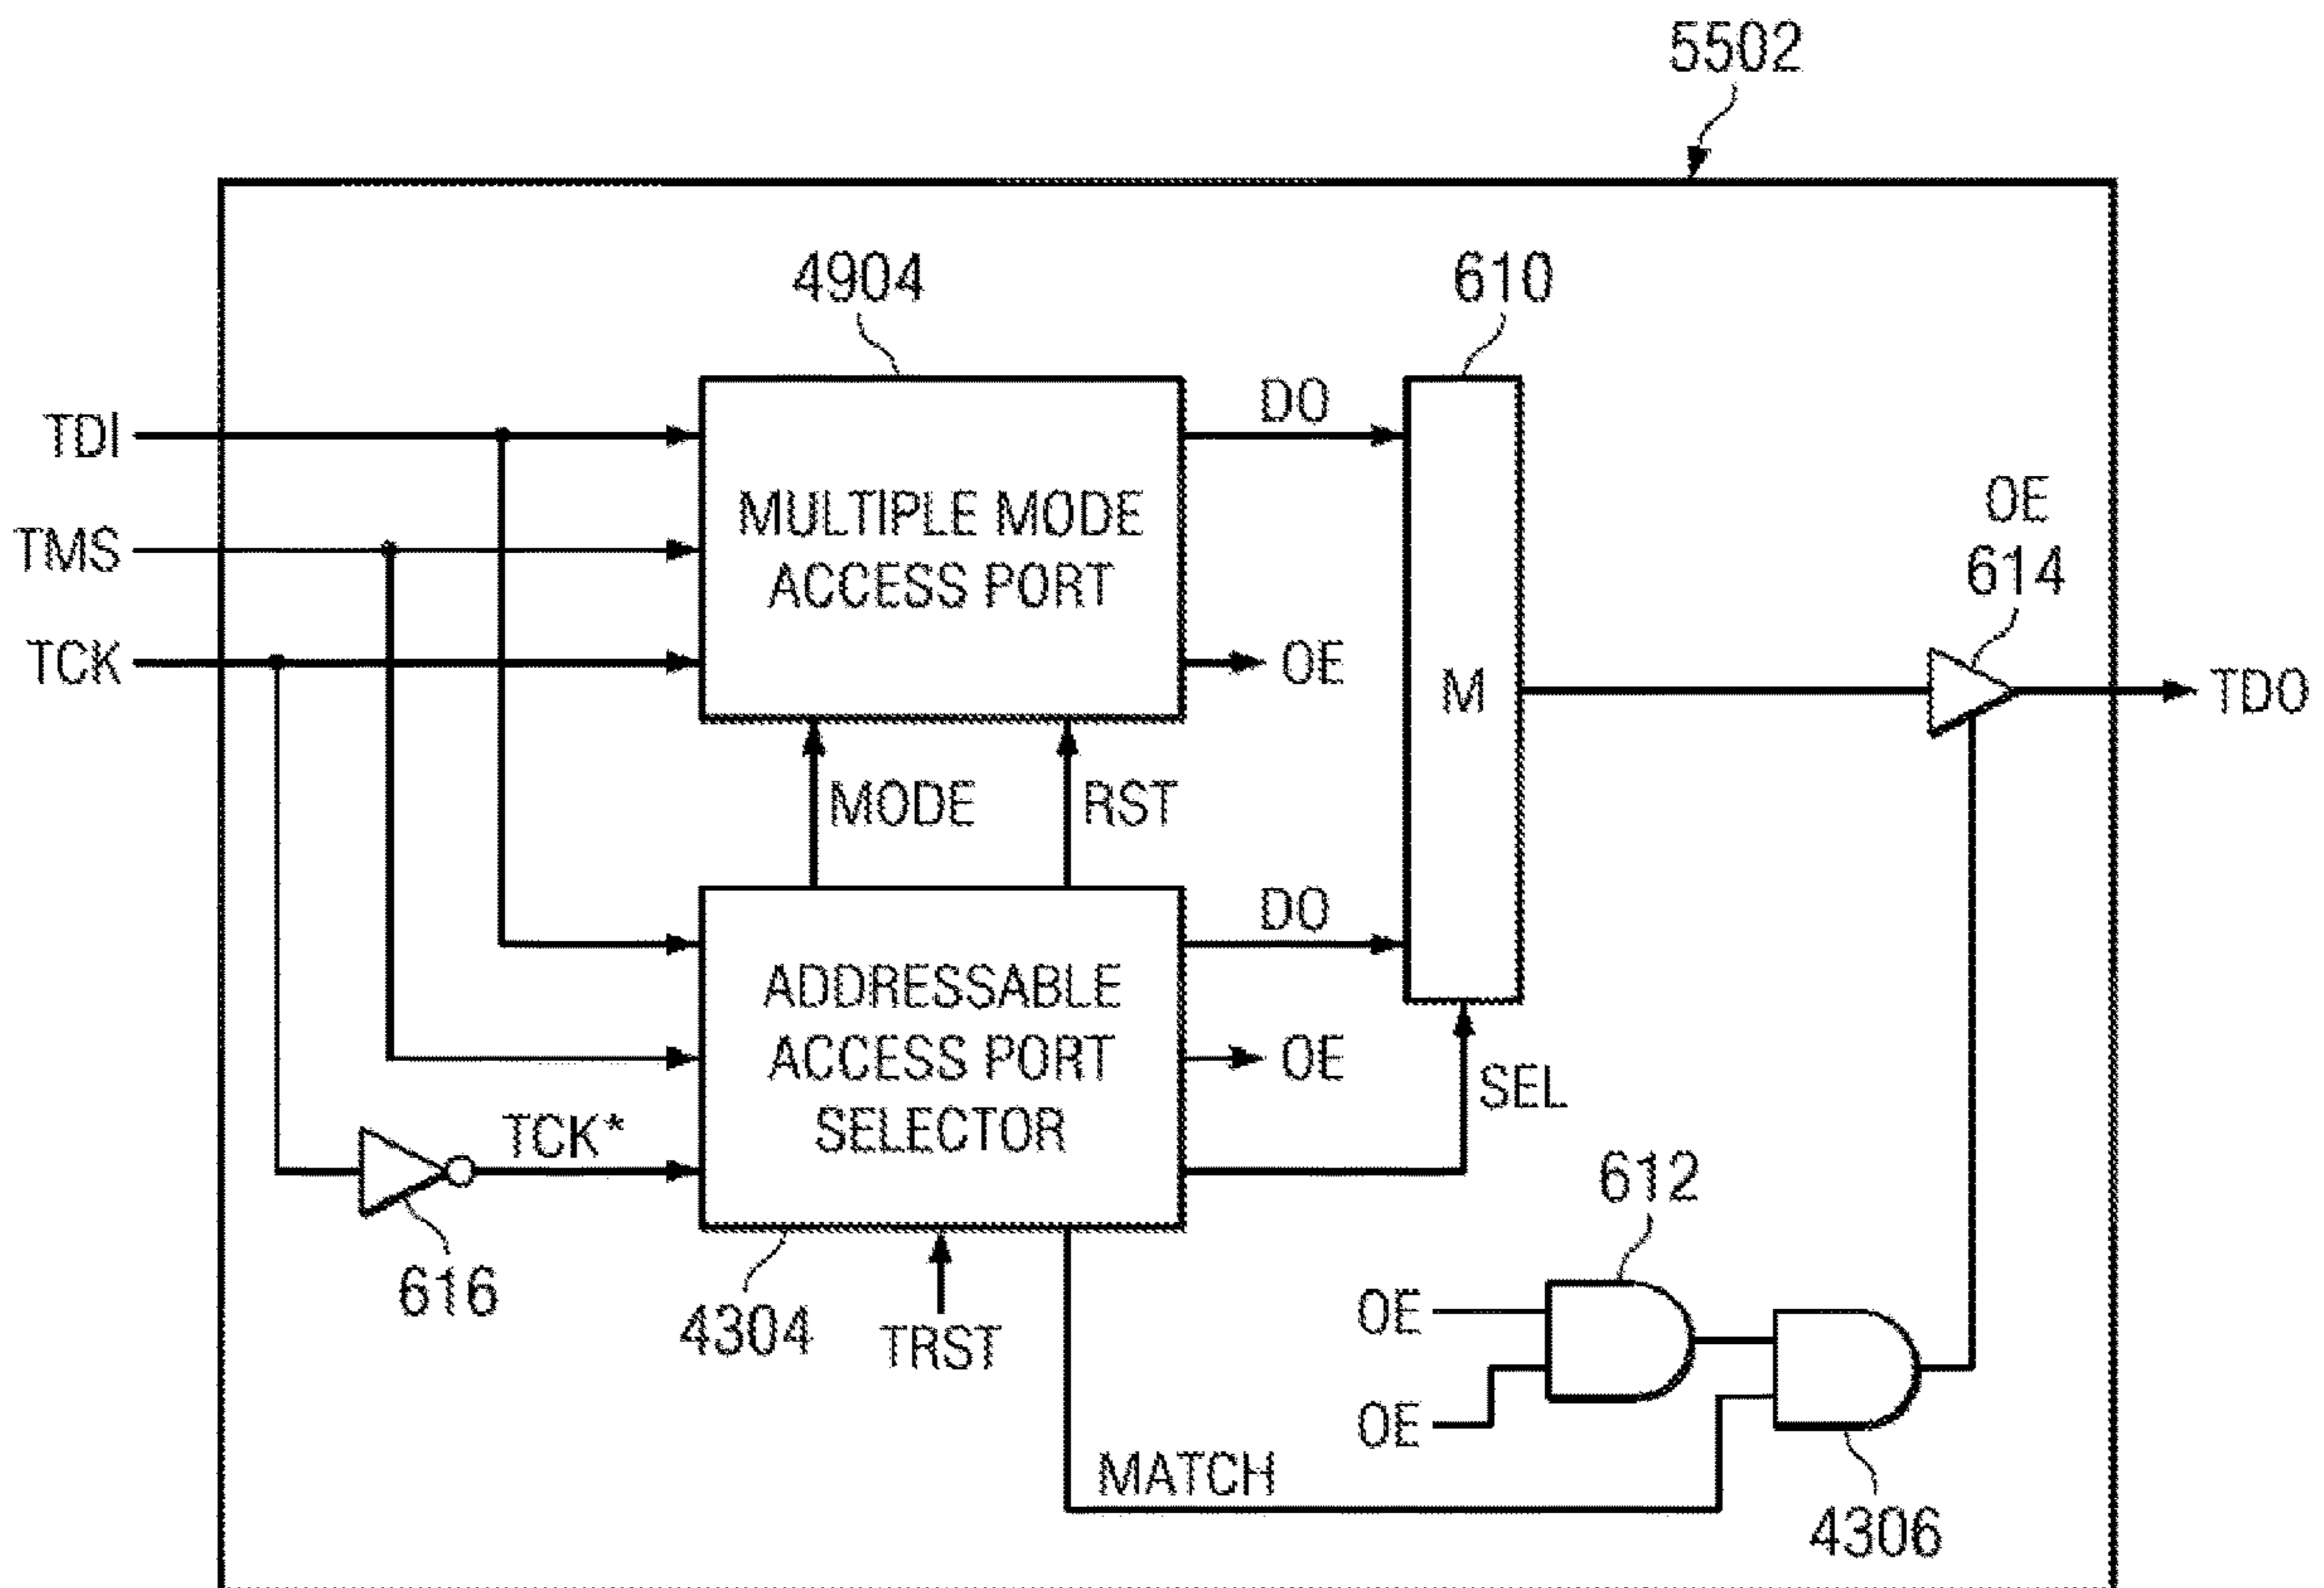 5502
4904
610
TDI
DO
MULTIPLE MODE
ACCESS PORT
OE
614
TMS
TCK
OE
M
TDO
MODE
RST
DO
ADDRESSABLE
ACCESS PORT
SELECTOR
OE
SEL
TCK*
612
616
4304
TRST
OE
OE
MATCH
4306